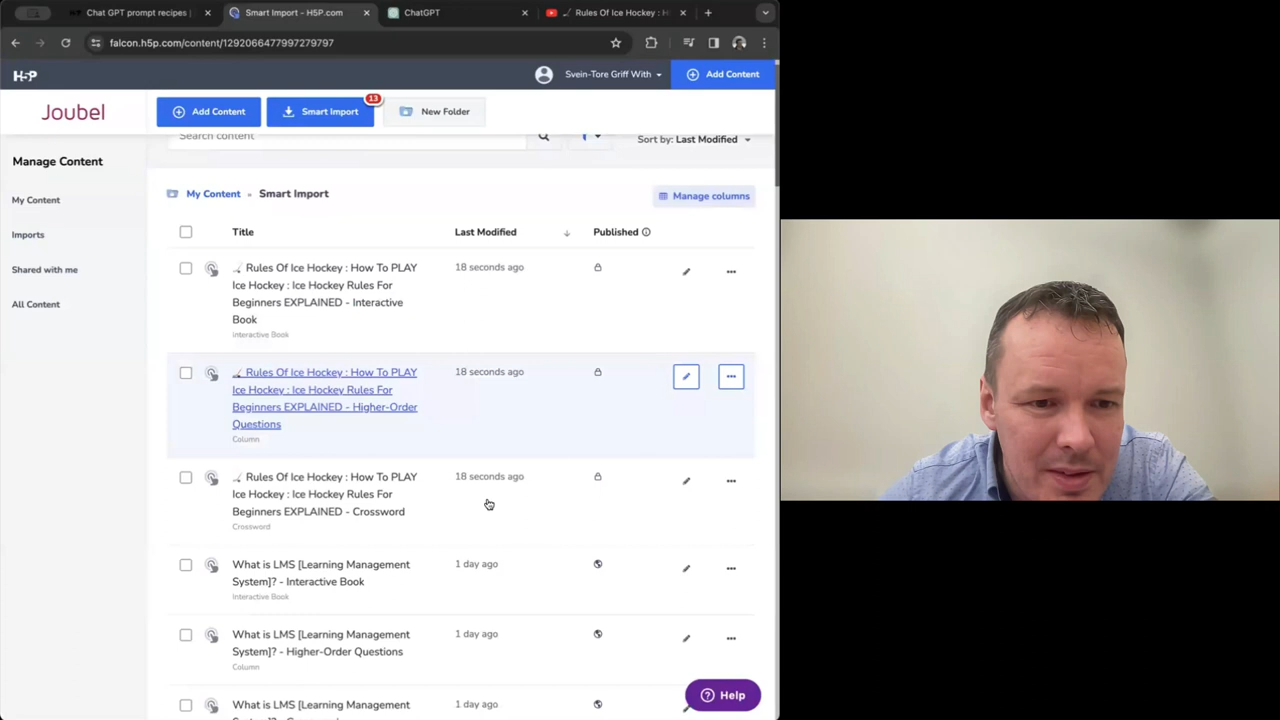 Chat GPT prompt recipes |
Smart Import - H5P.com
ChatGPT
Rules Of Ice Hockey : H
falcon.h5p.com/content/1292066477997279797
H5P
Svein-Tore Griff With
Add Content
Joubel
Add Content
Smart Import
13
New Folder
Search content
Sort by: Last Modified
Manage Content
My Content
Imports
Shared with me
All Content
My Content
Smart Import
Manage columns
Title
Last Modified
Published
Rules Of Ice Hockey : How To PLAY
Ice Hockey : Ice Hockey Rules For
Beginners EXPLAINED - Interactive
Book
Interactive Book
18 seconds ago
Rules Of Ice Hockey : How To PLAY
Ice Hockey : Ice Hockey Rules For
Beginners EXPLAINED - Higher-Order
Questions
Column
18 seconds ago
Rules Of Ice Hockey : How To PLAY
Ice Hockey : Ice Hockey Rules For
Beginners EXPLAINED - Crossword
Crossword
18 seconds ago
What is LMS [Learning Management
System]? - Interactive Book
Interactive Book
1 day ago
What is LMS [Learning Management
System]? - Higher-Order Questions
Column
1 day ago
What is LMS [Learning Management
1 day ago
Help